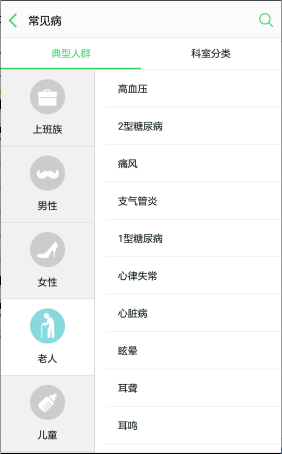 常见病
典型人群
科室分类
上班族
男性
女性
老人
儿童
高血压
2型糖尿病
痛风
支气管炎
1型糖尿病
心律失常
心脏病
眩晕
耳聋
耳鸣